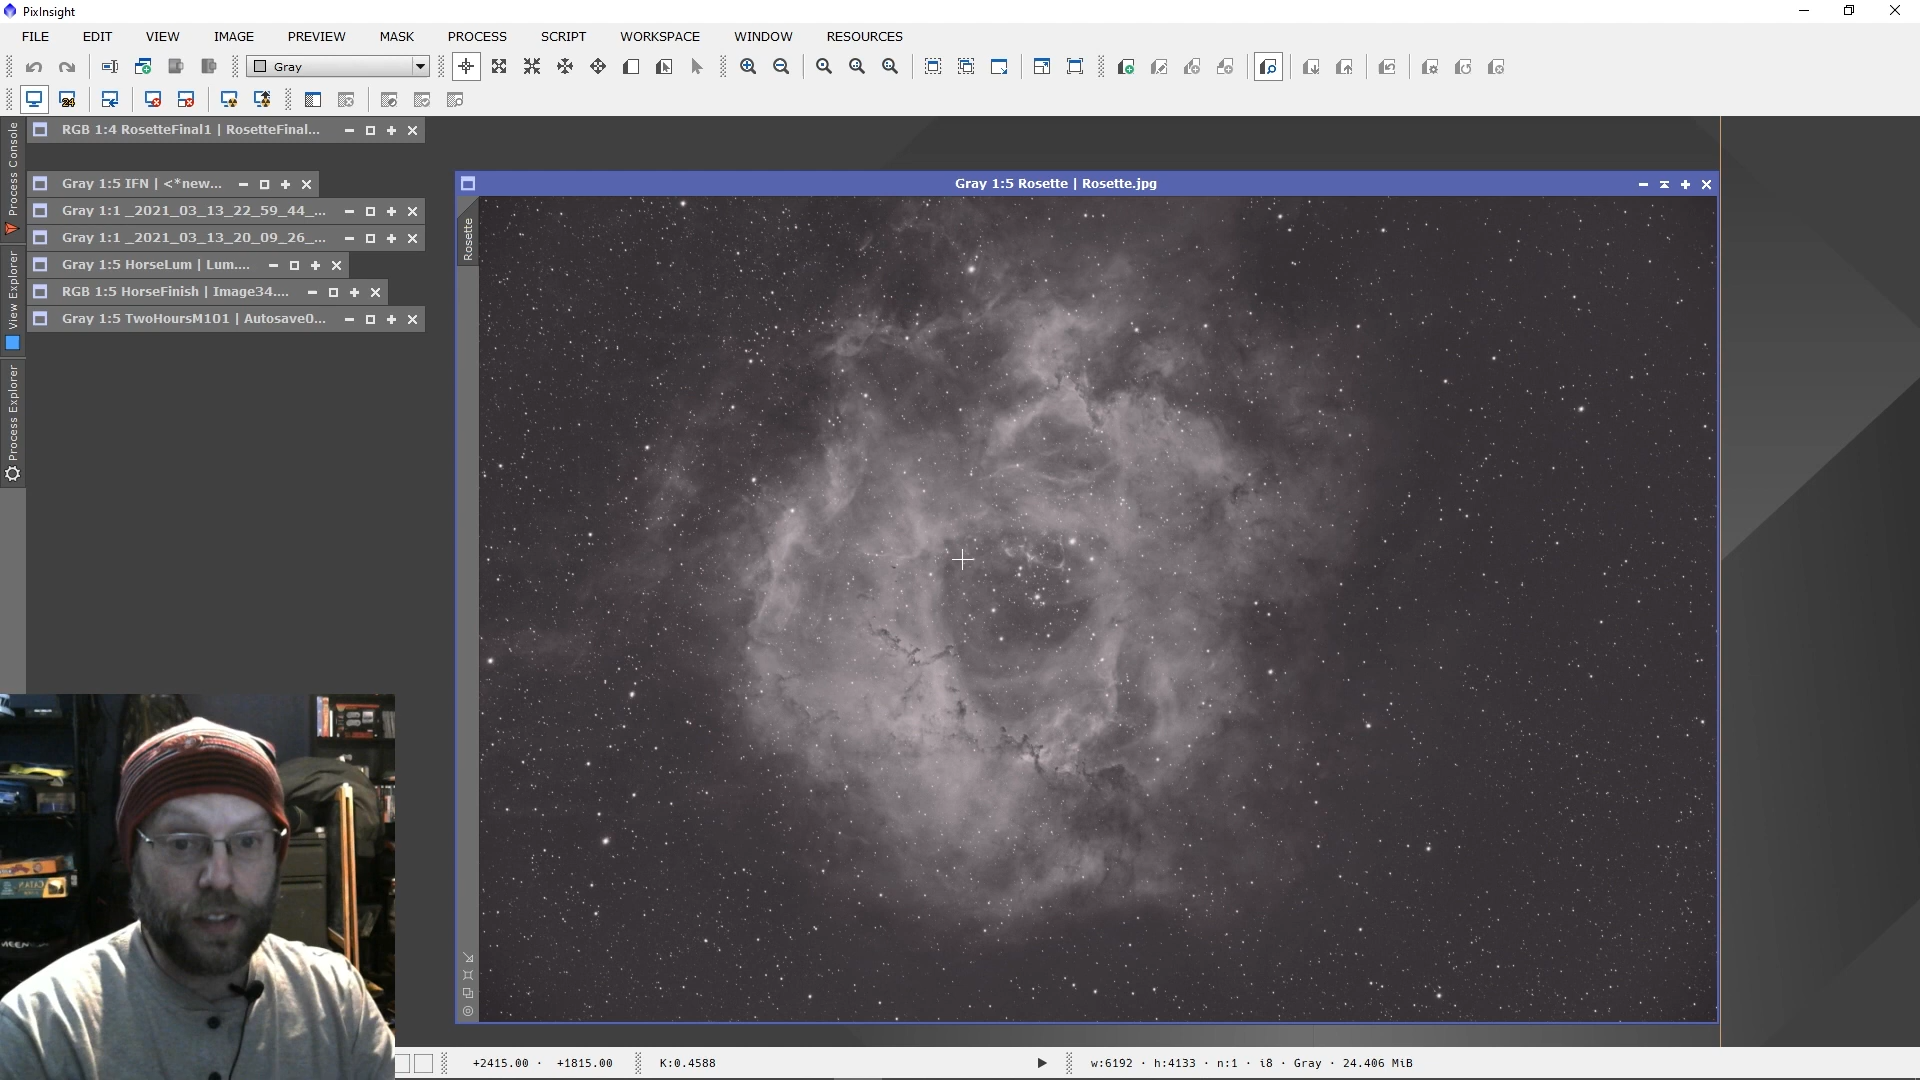 PixInsight
FILE EDIT VIEW IMAGE PREVIEW MASK PROCESS SCRIPT WORKSPACE WINDOW RESOURCES
Gray
24
Process Console
View Explorer
Process Explorer
RGB 1:4 RosetteFinal1 | RosetteFinal...
Gray 1:5 IFN | <*new...
Gray 1:1 _2021_03_13_22_59_44_...
Gray 1:1 _2021_03_13_20_09_26_...
Gray 1:5 HorseLum | Lum....
RGB 1:5 HorseFinish | Image34....
Gray 1:5 TwoHoursM101 | Autosave0...
Gray 1:5 Rosette | Rosette.jpg
Rosette
CATAN
+2415.00 · +1815.00
K:0.4588
w:6192 · h:4133 · n:1 · i8 · Gray · 24.406 MiB